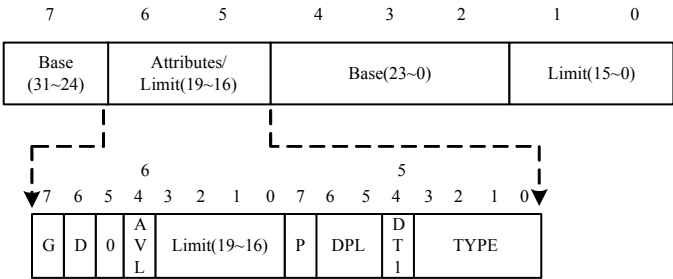 7 6 5 4 3 2 1 0
Base
(31~24)
Attributes/
Limit(19~16)
Base(23~0)
Limit(15~0)
6 5
7 6 5 4 3 2 1 0 7 6 5 4 3 2 1 0
G D 0 A
V
L Limit(19~16) P DPL D
T
1 TYPE